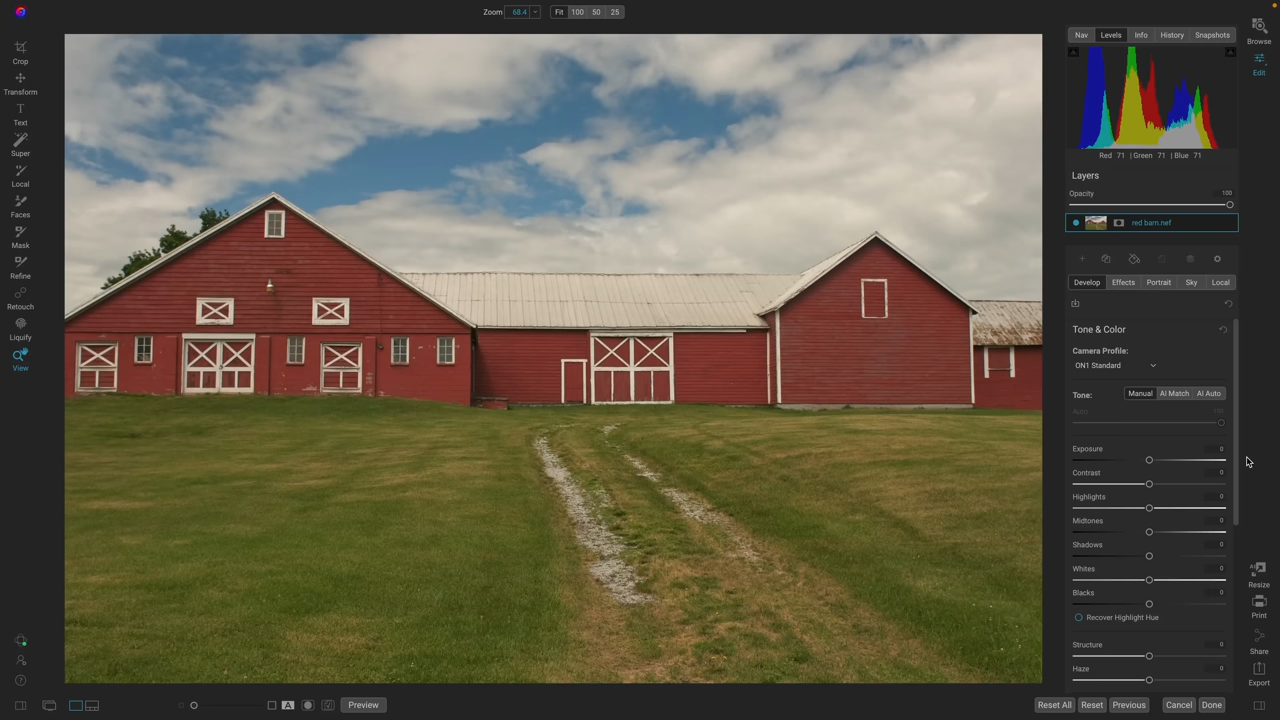 Zoom 68.4 Fit 100 50 25
Crop
Transform
Text
Super
Local
Faces
Mask
Refine
Retouch
Liquify
View
Nav Levels Info History Snapshots
Red 71 | Green 71 | Blue 71
Layers
Opacity 100
red barn.nef
Develop Effects Portrait Sky Local
Tone & Color
Camera Profile:
ON1 Standard
Tone: Manual AI Match AI Auto
Auto 100
Exposure 0
Contrast 0
Highlights 0
Midtones 0
Shadows 0
Whites 0
Blacks 0
Recover Highlight Hue
Structure 0
Haze 0
Browse
Edit
Resize
Print
Share
Export
A Preview
Reset All Reset Previous Cancel Done